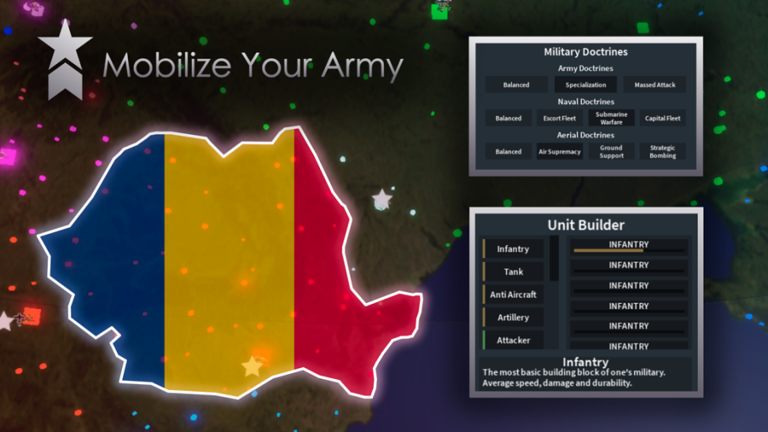 Mobilize Your Army
Military Doctrines
Army Doctrines
Balanced
Specialization
Massed Attack
Naval Doctrines
Balanced
Escort Fleet
Submarine
Warfare
Capital Fleet
Aerial Doctrines
Balanced
Air Supremacy
Ground
Support
Strategic
Bombing
Unit Builder
Infantry
Tank
Anti Aircraft
Artillery
Attacker
INFANTRY
INFANTRY
INFANTRY
INFANTRY
INFANTRY
INFANTRY
Infantry
The most basic building block of one's military.
Average speed, damage and durability.